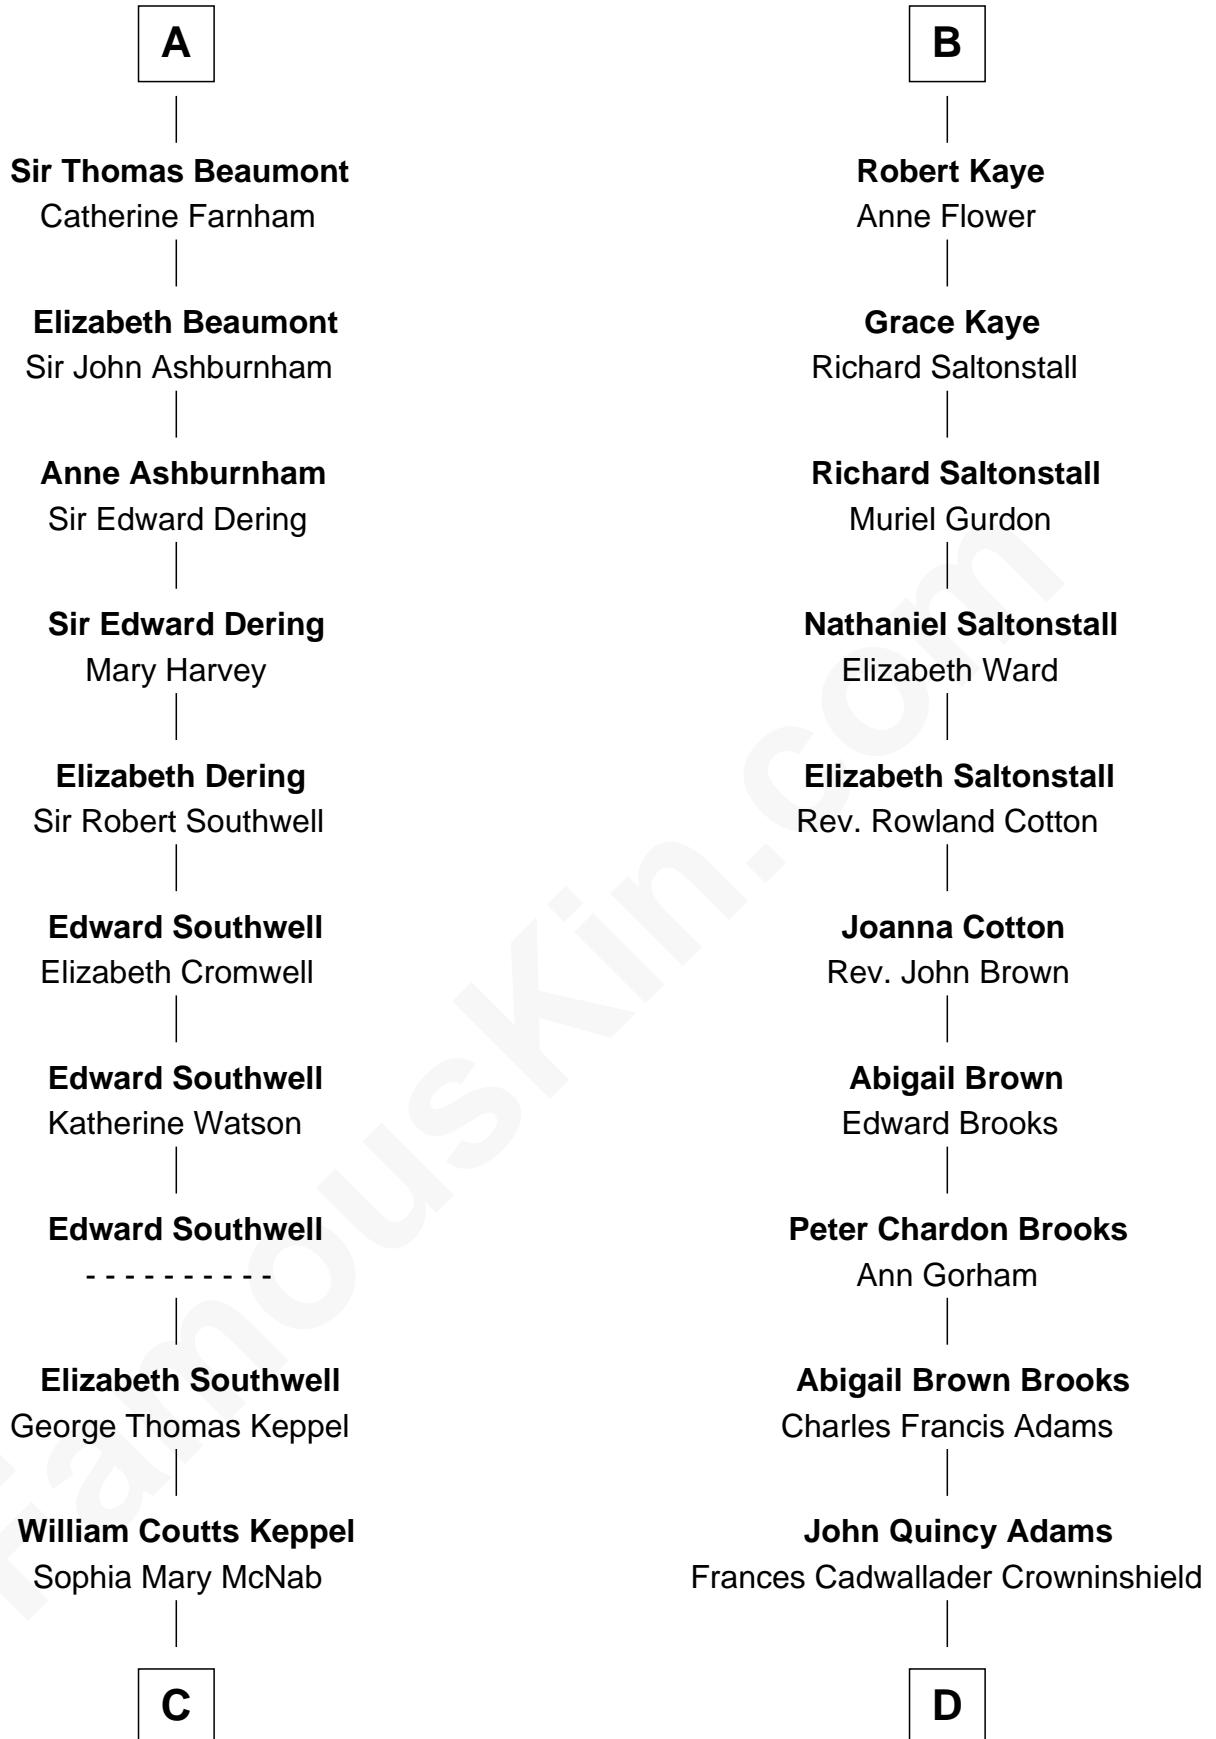 A
Sir Thomas Beaumont
Catherine Farnham
Elizabeth Beaumont
Sir John Ashburnham
Anne Ashburnham
Sir Edward Dering
Sir Edward Dering
Mary Harvey
Elizabeth Dering
Sir Robert Southwell
Edward Southwell
Elizabeth Cromwell
Edward Southwell
Katherine Watson
Edward Southwell
- - - - - - - - - -
Elizabeth Southwell
George Thomas Keppel
William Coutts Keppel
Sophia Mary McNab
C
B
Robert Kaye
Anne Flower
Grace Kaye
Richard Saltonstall
Richard Saltonstall
Muriel Gurdon
Nathaniel Saltonstall
Elizabeth Ward
Elizabeth Saltonstall
Rev. Rowland Cotton
Joanna Cotton
Rev. John Brown
Abigail Brown
Edward Brooks
Peter Chardon Brooks
Ann Gorham
Abigail Brown Brooks
Charles Francis Adams
John Quincy Adams
Frances Cadwallader Crowninshield
D
FamousKin.com